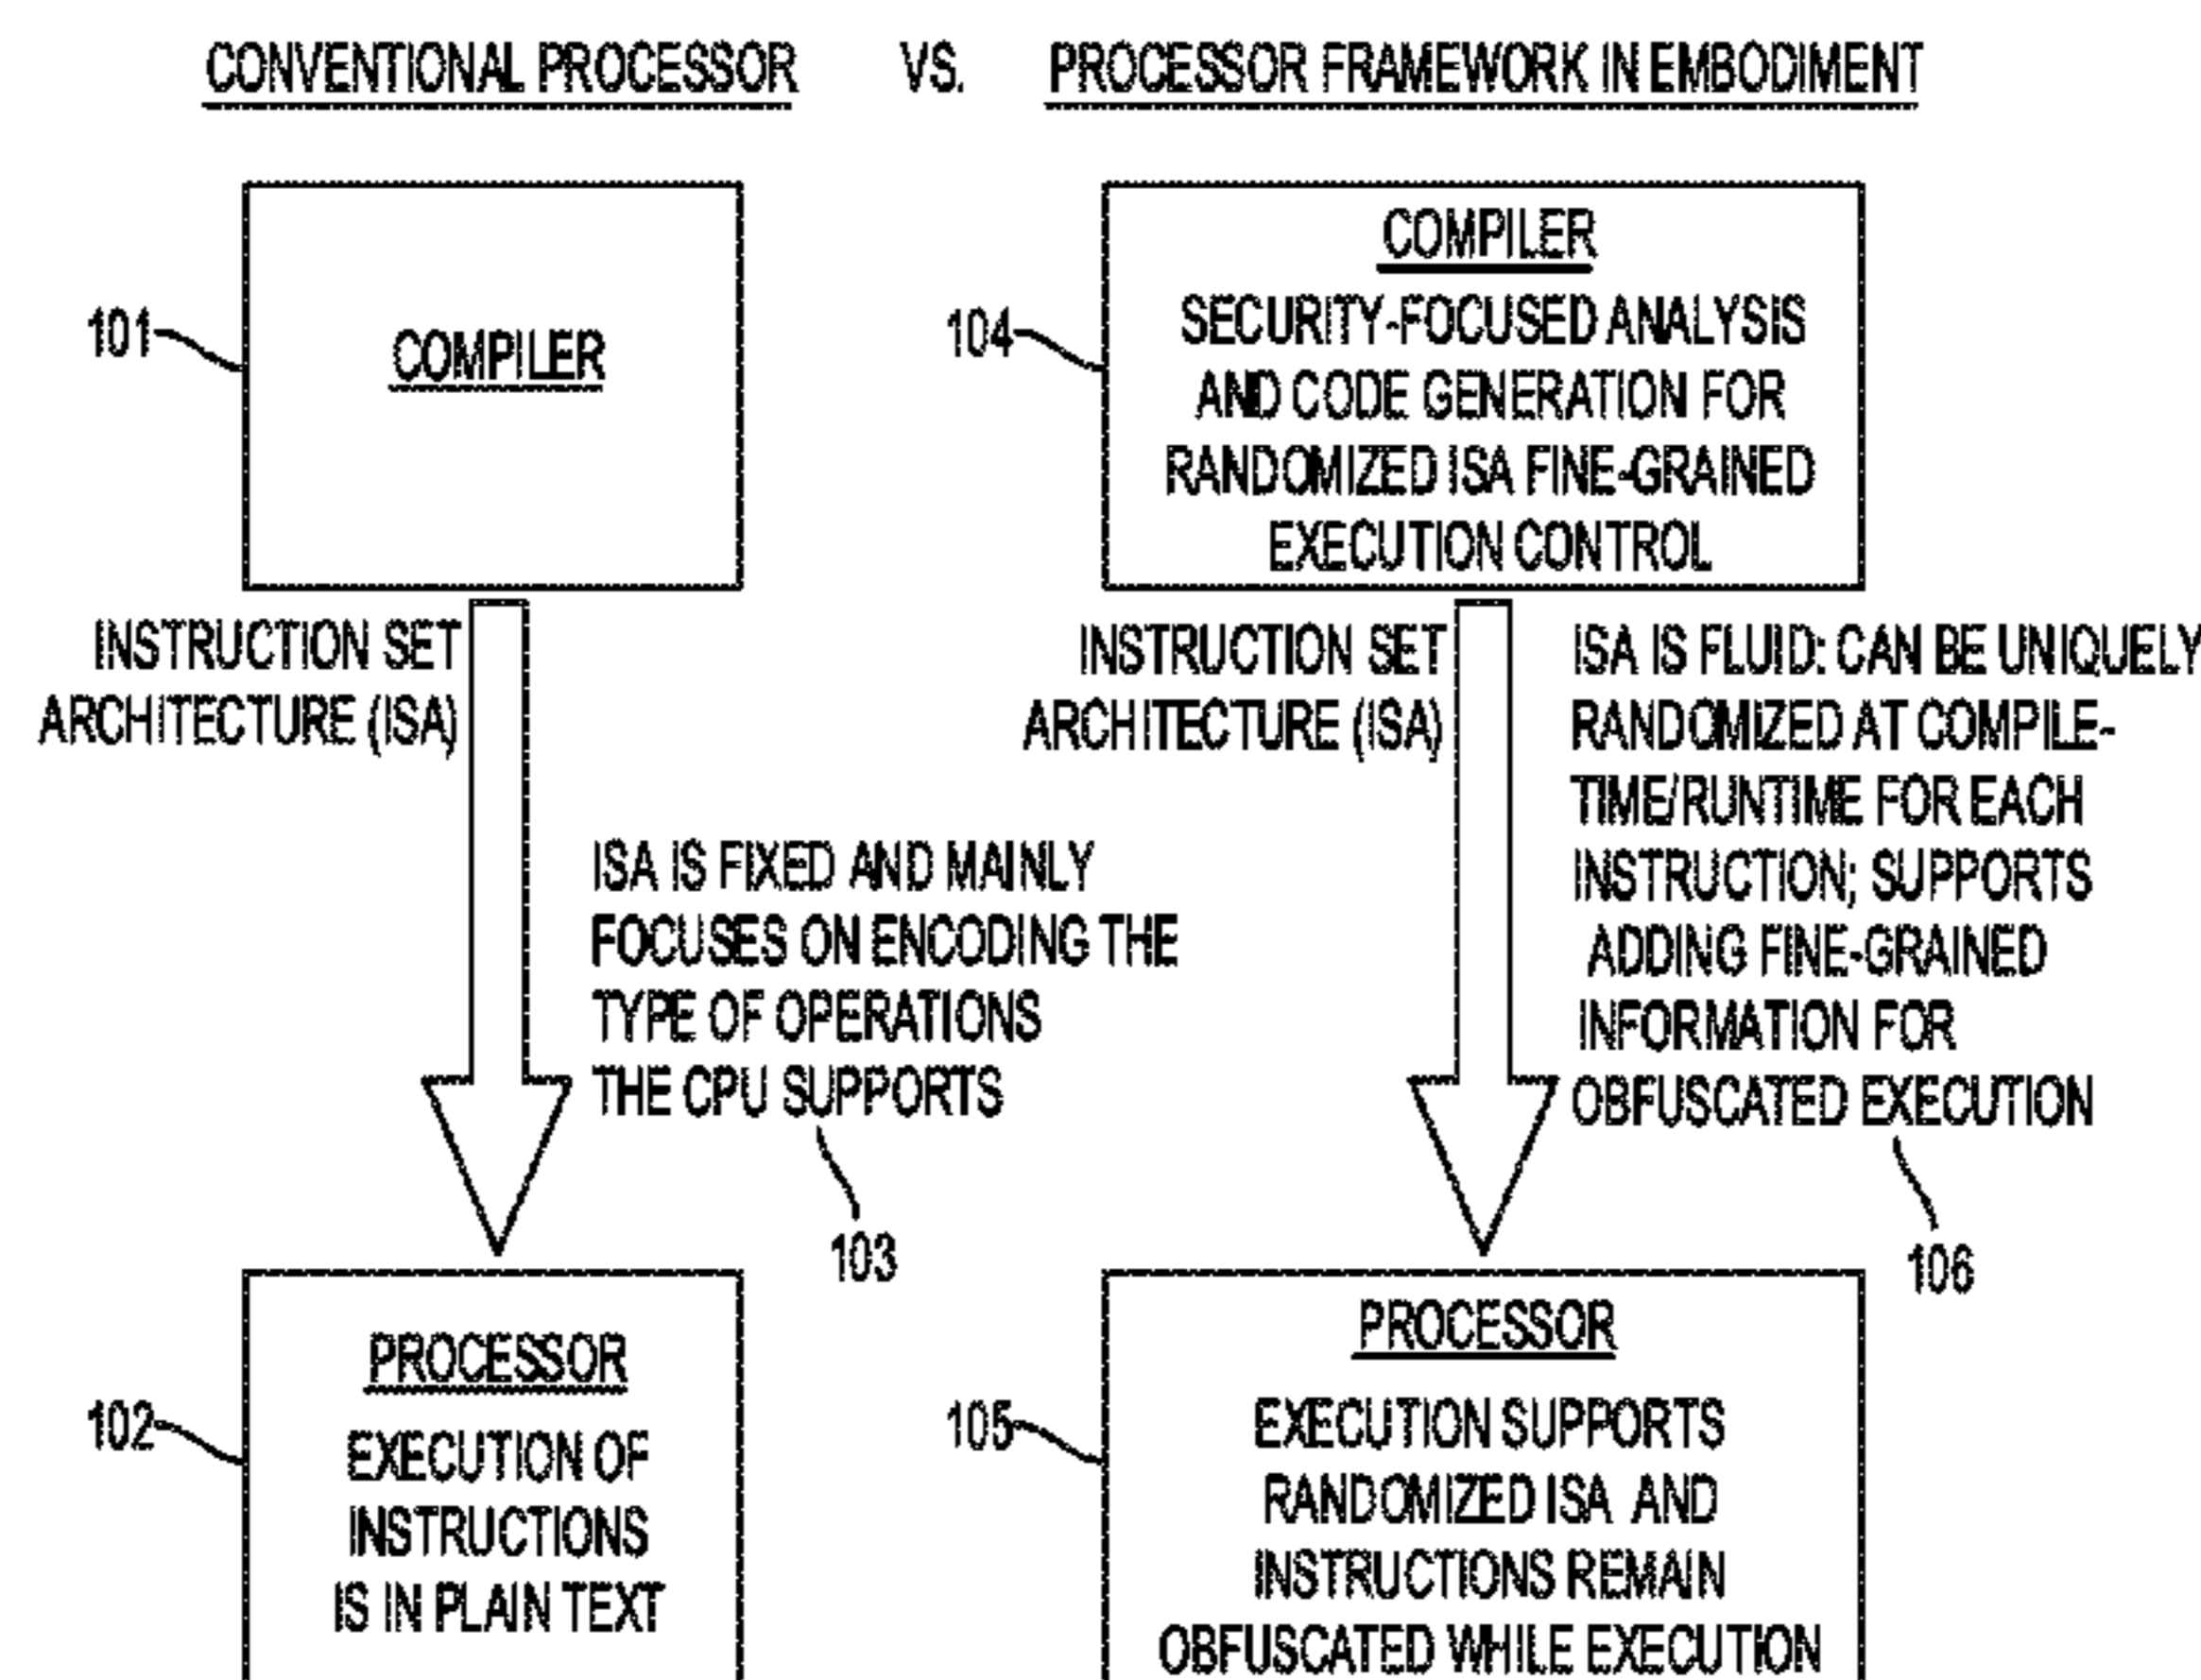 CONVENTIONAL PROCESSOR VS. PROCESSOR FRAMEWORK IN EMBODIMENT
101
COMPILER
INSTRUCTION SET
ARCHITECTURE (ISA)
ISA IS FIXED AND MAINLY
FOCUSES ON ENCODING THE
TYPE OF OPERATIONS
THE CPU SUPPORTS
103
102
PROCESSOR
EXECUTION OF
INSTRUCTIONS
IS IN PLAIN TEXT
104
COMPILER
SECURITY-FOCUSED ANALYSIS
AND CODE GENERATION FOR
RANDOMIZED ISA FINE-GRAINED
EXECUTION CONTROL
INSTRUCTION SET
ARCHITECTURE (ISA)
ISA IS FLUID: CAN BE UNIQUELY
RANDOMIZED AT COMPILE-
TIME/RUNTIME FOR EACH
INSTRUCTION; SUPPORTS
ADDING FINE-GRAINED
INFORMATION FOR
OBFUSCATED EXECUTION
106
105
PROCESSOR
EXECUTION SUPPORTS
RANDOMIZED ISA AND
INSTRUCTIONS REMAIN
OBFUSCATED WHILE EXECUTION